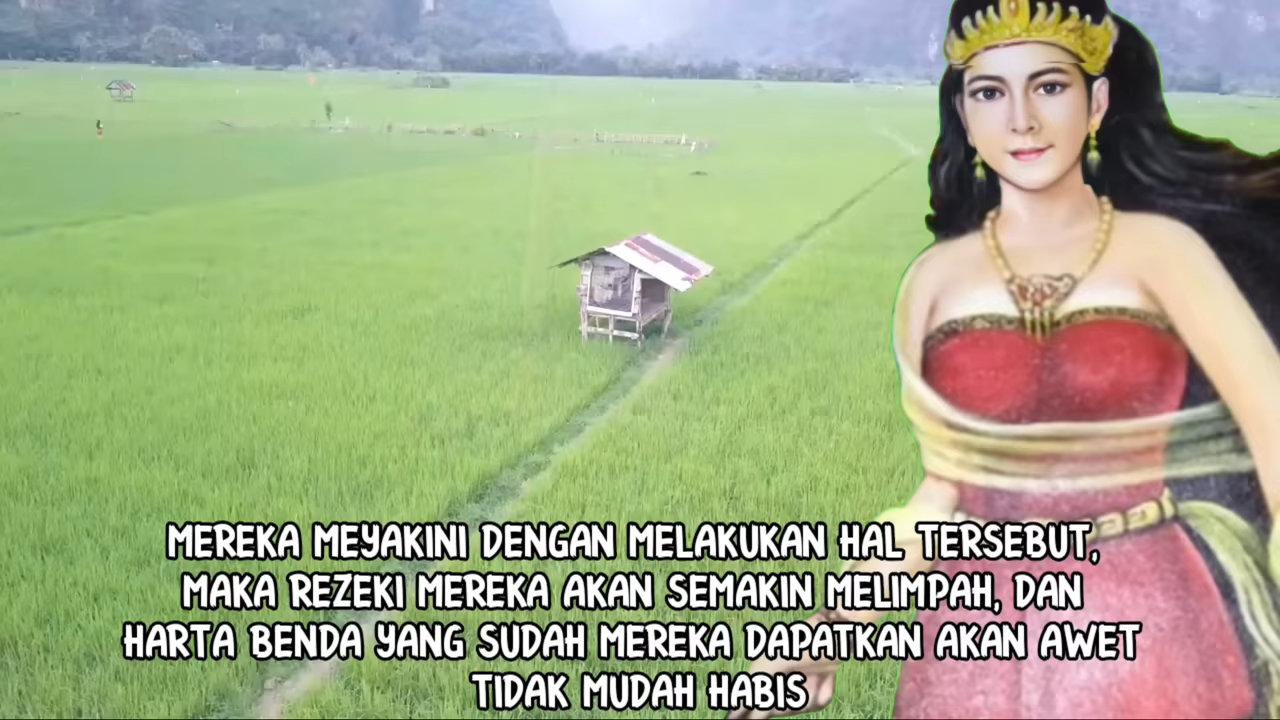 MEREKA MEYAKINI DENGAN MELAKUKAN HAL TERSEBUT,
MAKA REZEKI MEREKA AKAN SEMAKIN MELIMPAH, DAN
HARTA BENDA YANG SUDAH MEREKA DAPATKAN AKAN AWET
TIDAK MUDAH HABIS